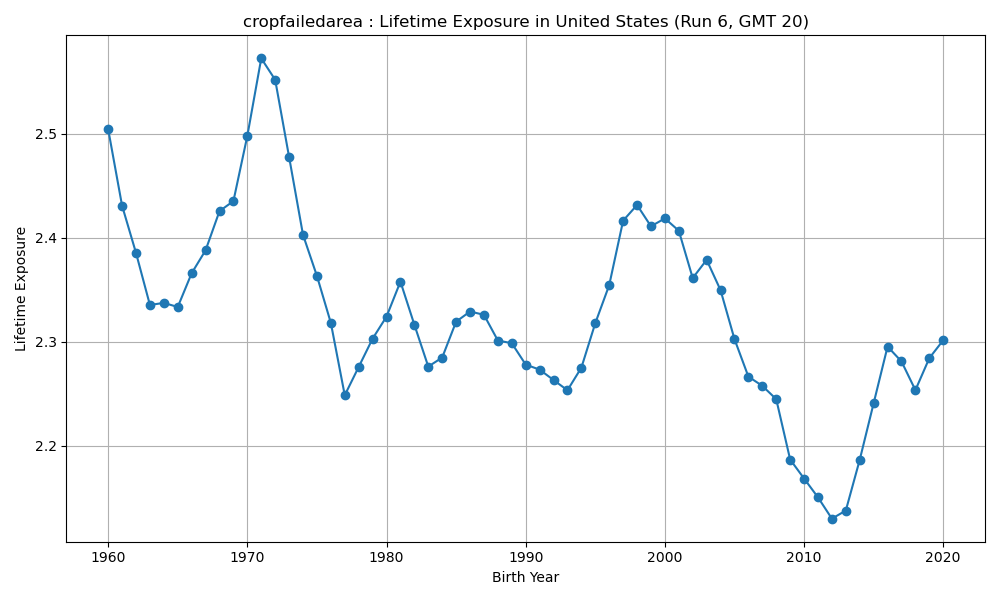 cropfailedarea : Lifetime Exposure in United States (Run 6, GMT 20)
Lifetime Exposure
2.5
2.4
2.3
2.2
1960 1970 1980 1990 2000 2010 2020
Birth Year